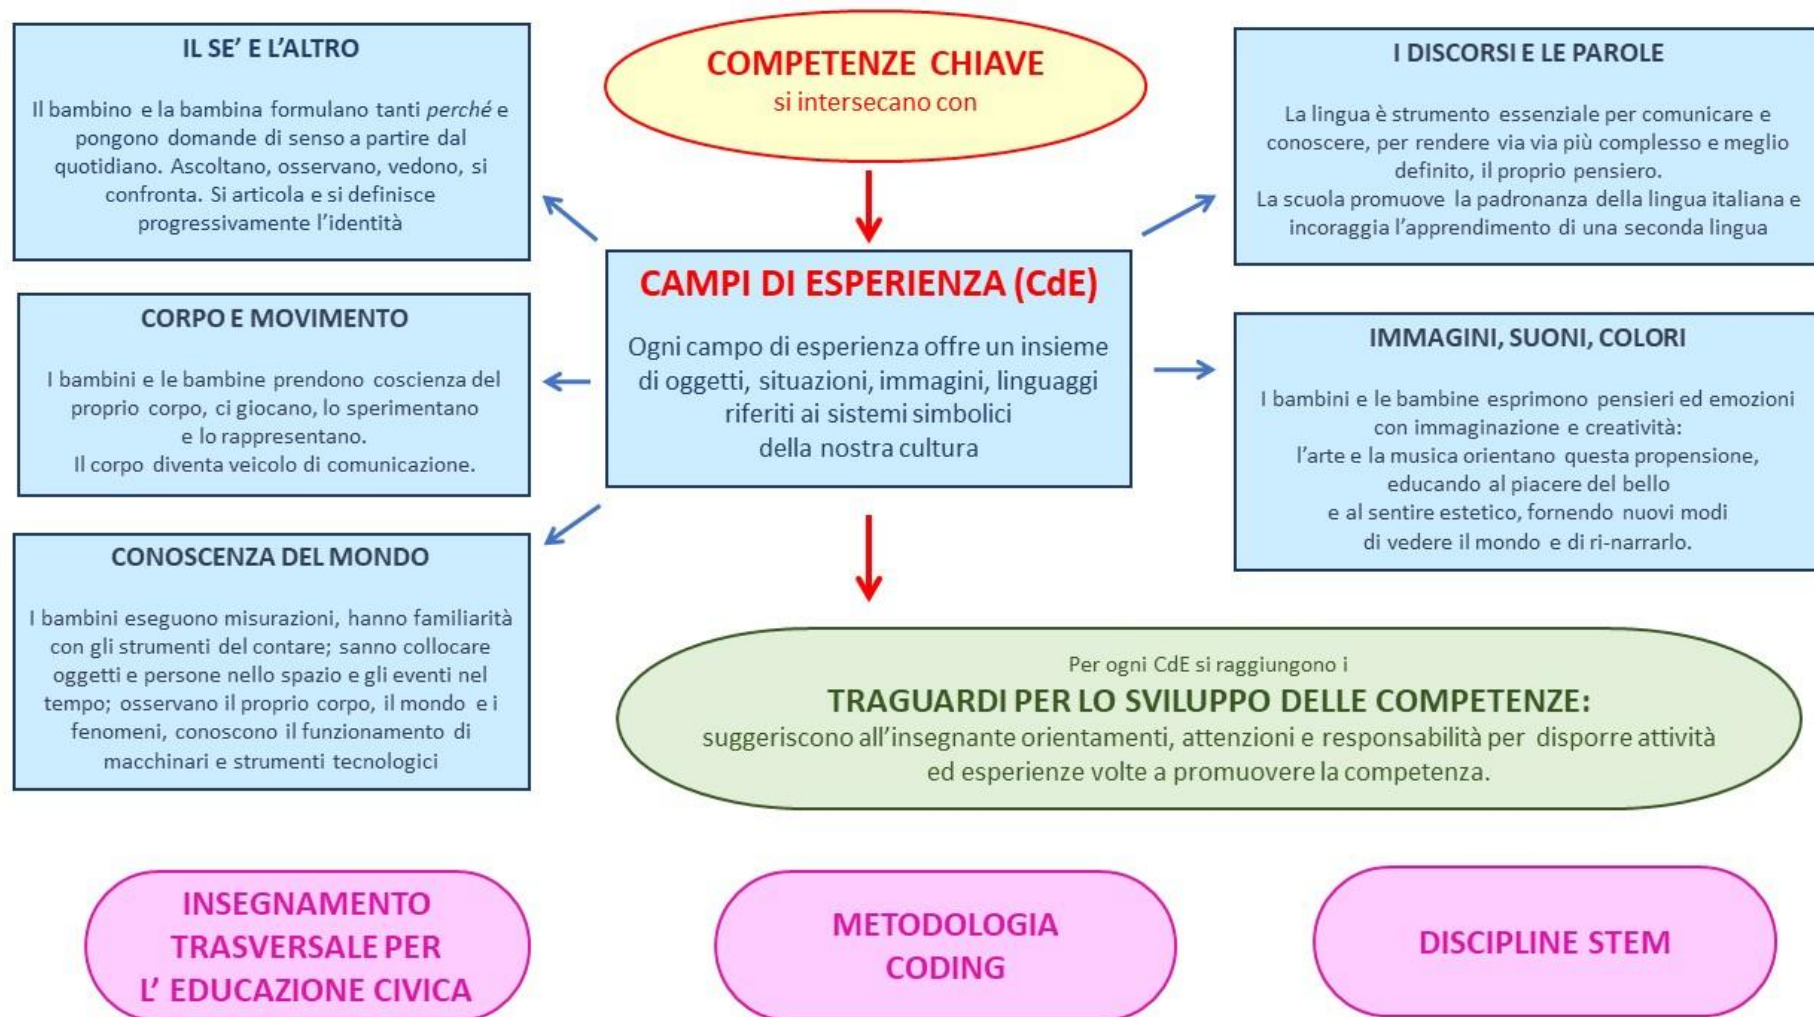 COMPETENZE CHIAVE
si intersecano con
IL SE’ E L’ALTRO
Il bambino e la bambina formulano tanti perché e
pongono domande di senso a partire dal
quotidiano. Ascoltano, osservano, vedono, si
confronta. Si articola e si definisce
progressivamente l’identità
I DISCORSI E LE PAROLE
La lingua è strumento essenziale per comunicare e
conoscere, per rendere via via più complesso e meglio
definito, il proprio pensiero.
La scuola promuove la padronanza della lingua italiana e
incoraggia l’apprendimento di una seconda lingua
CAMPI DI ESPERIENZA (CdE)
Ogni campo di esperienza offre un insieme
di oggetti, situazioni, immagini, linguaggi
riferiti ai sistemi simbolici
della nostra cultura
CORPO E MOVIMENTO
I bambini e le bambine prendono coscienza del
proprio corpo, ci giocano, lo sperimentano
e lo rappresentano.
Il corpo diventa veicolo di comunicazione.
IMMAGINI, SUONI, COLORI
I bambini e le bambine esprimono pensieri ed emozioni
con immaginazione e creatività:
l’arte e la musica orientano questa propensione,
educando al piacere del bello
e al sentire estetico, fornendo nuovi modi
di vedere il mondo e di ri-narrarlo.
CONOSCENZA DEL MONDO
I bambini eseguono misurazioni, hanno familiarità
con gli strumenti del contare; sanno collocare
oggetti e persone nello spazio e gli eventi nel
tempo; osservano il proprio corpo, il mondo e i
fenomeni, conoscono il funzionamento di
macchinari e strumenti tecnologici
Per ogni CdE si raggiungono i
TRAGUARDI PER LO SVILUPPO DELLE COMPETENZE:
suggeriscono all’insegnante orientamenti, attenzioni e responsabilità per disporre attività
ed esperienze volte a promuovere la competenza.
INSEGNAMENTO
TRASVERSALE PER
L’ EDUCAZIONE CIVICA
METODOLOGIA
CODING
DISCIPLINE STEM